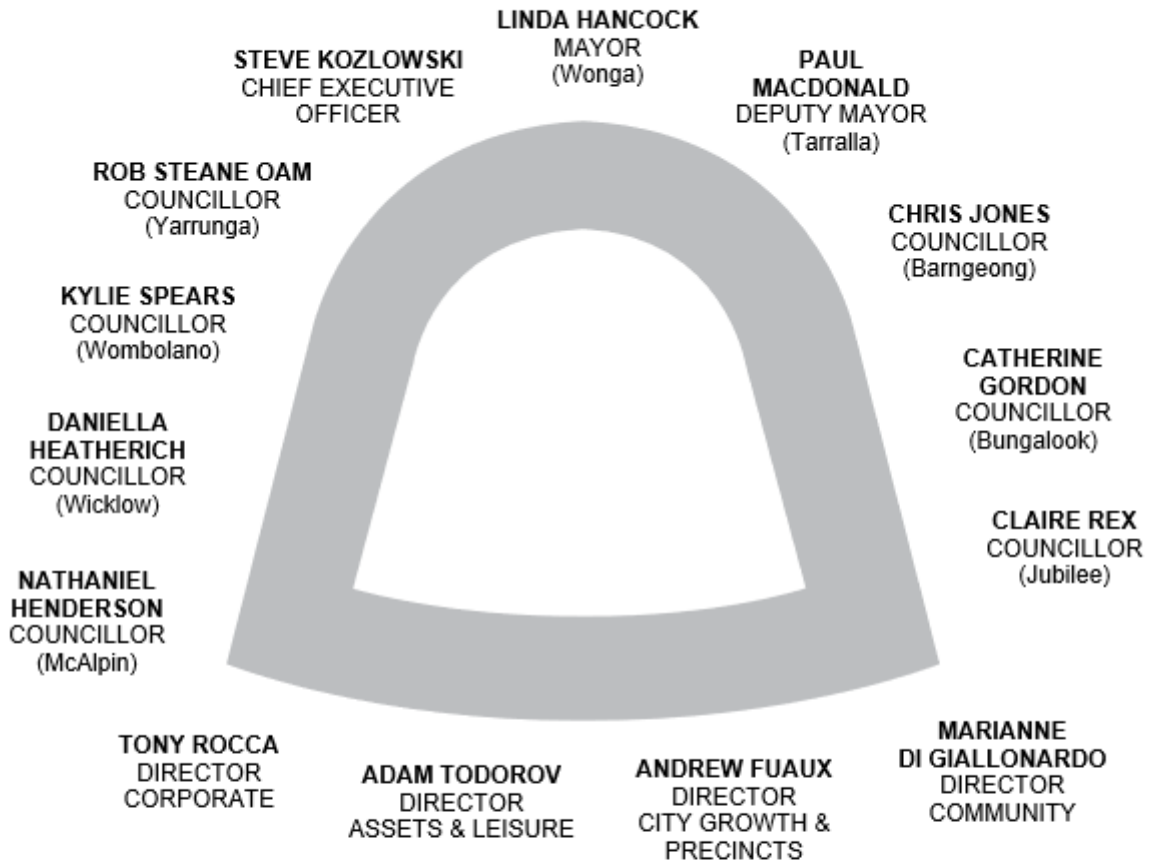 LINDA HANCOCK
MAYOR
(Wonga)
STEVE KOZLOWSKI
CHIEF EXECUTIVE
OFFICER
PAUL
MACDONALD
DEPUTY MAYOR
(Tarralla)
ROB STEANE OAM
COUNCILLOR
(Yarrunga)
CHRIS JONES
COUNCILLOR
(Barngeong)
KYLIE SPEARS
COUNCILLOR
(Wombolano)
CATHERINE
GORDON
COUNCILLOR
(Bungalook)
DANIELLA
HEATHERICH
COUNCILLOR
(Wicklow)
CLAIRE REX
COUNCILLOR
(Jubilee)
NATHANIEL
HENDERSON
COUNCILLOR
(McAlpin)
TONY ROCCA
DIRECTOR
CORPORATE
ADAM TODOROV
DIRECTOR
ASSETS & LEISURE
ANDREW FUAUX
DIRECTOR
CITY GROWTH &
PRECINCTS
MARIANNE
DI GIALLONARDO
DIRECTOR
COMMUNITY